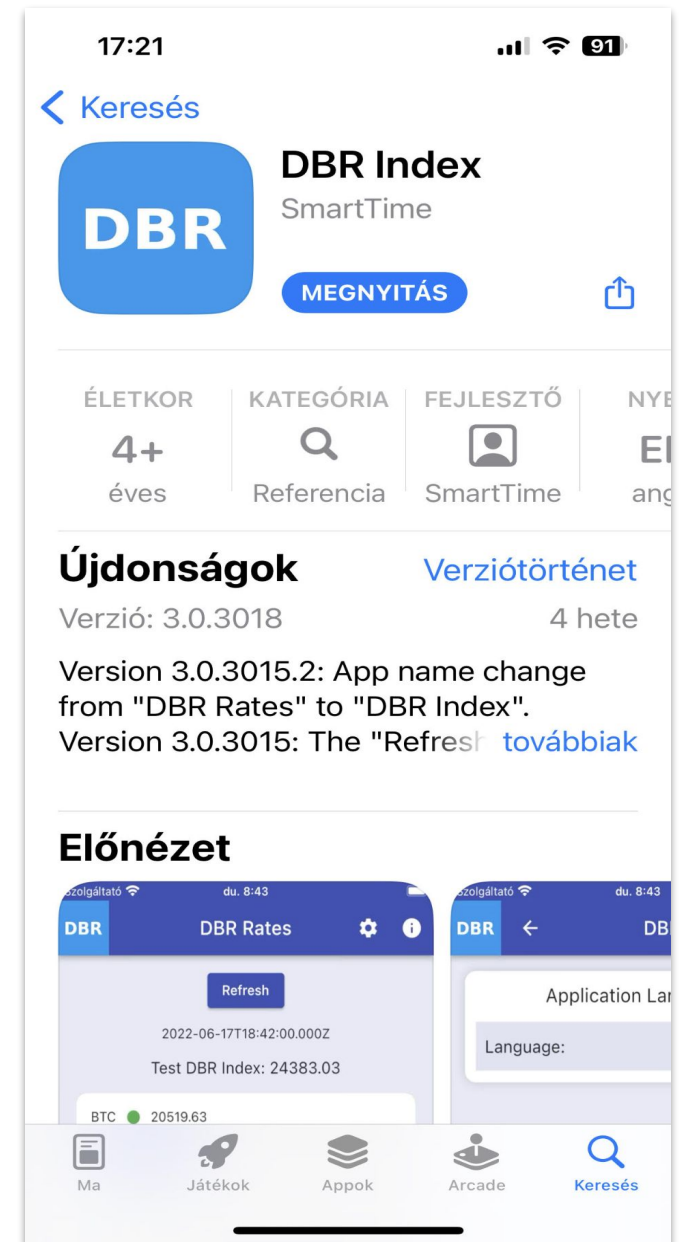 17:21
91
Keresés
DBR
DBR Index
SmartTime
MEGNYITÁS
ÉLETKOR
4+
éves
KATEGÓRIA
Referencia
FEJLESZTŐ
SmartTime
Újdonságok
Verziótörténet
Verzió: 3.0.3018
4 hete
Version 3.0.3015.2: App name change
from "DBR Rates" to "DBR Index".
Version 3.0.3015: The "Refresh
továbbiak
Előnézet
du. 8:43
DBR
DBR Rates
Refresh
2022-06-17T18:42:00.000Z
Test DBR Index: 24383.03
BTC 20519.63
du. 8:43
DBR
Application
Language:
Ma
Játékok
Appok
Arcade
Keresés